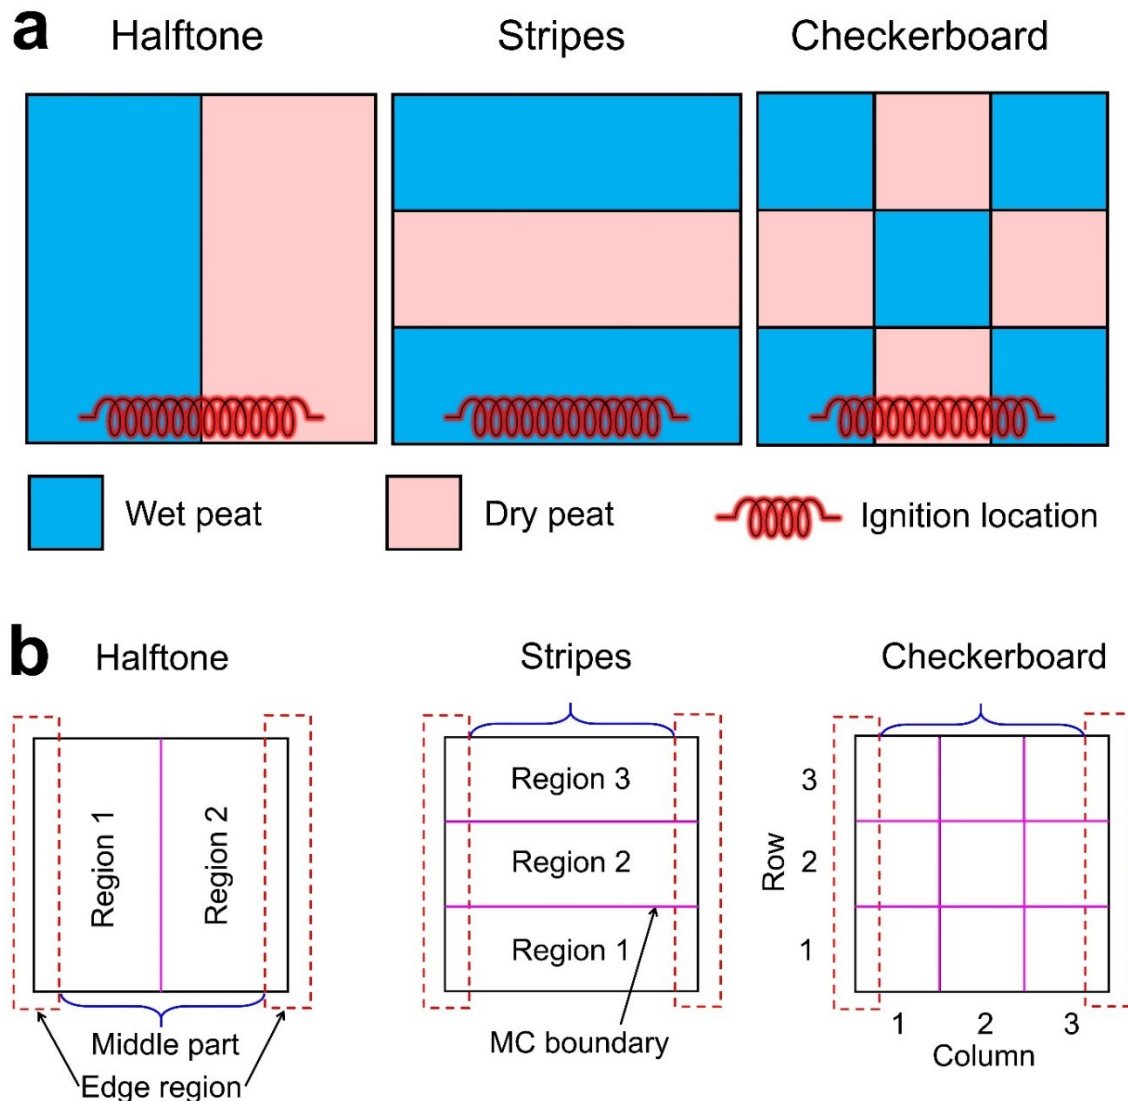 a
Halftone
Stripes
Checkerboard
Wet peat
Dry peat
Ignition location
b
Halftone
Stripes
Checkerboard
Region 1
Region 2
Middle part
Edge region
Region 3
Region 2
Region 1
MC boundary
Row
3
2
1
1 2 3
Column